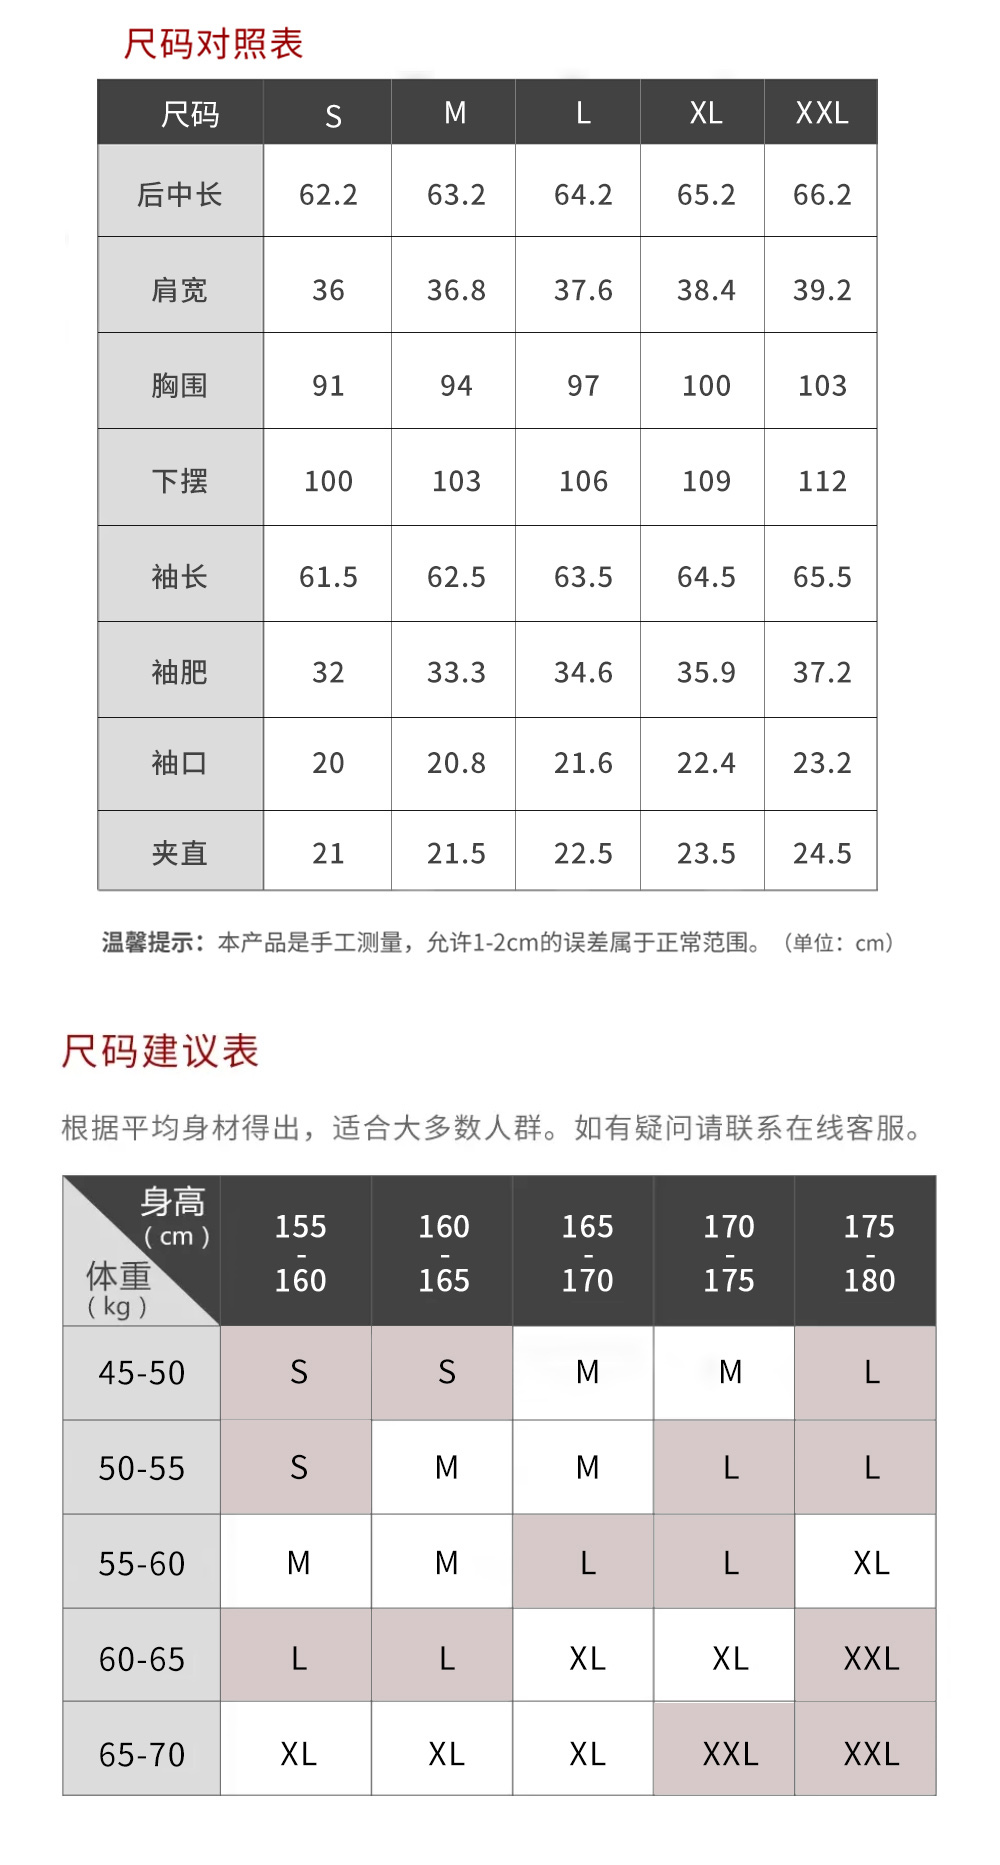 尺码对照表
尺码 S M L XL XXL
后中长 62.2 63.2 64.2 65.2 66.2
肩宽 36 36.8 37.6 38.4 39.2
胸围 91 94 97 100 103
下摆 100 103 106 109 112
袖长 61.5 62.5 63.5 64.5 65.5
袖肥 32 33.3 34.6 35.9 37.2
袖口 20 20.8 21.6 22.4 23.2
夹直 21 21.5 22.5 23.5 24.5
温馨提示：本产品是手工测量，允许1-2cm的误差属于正常范围。（单位：cm）
尺码建议表
根据平均身材得出，适合大多数人群。如有疑问请联系在线客服。
身高
（cm）
体重
（kg）
155-160 160-165 165-170 170-175 175-180
45-50 S S M M L
50-55 S M M L L
55-60 M M L L XL
60-65 L L XL XL XXL
65-70 XL XL XL XXL XXL